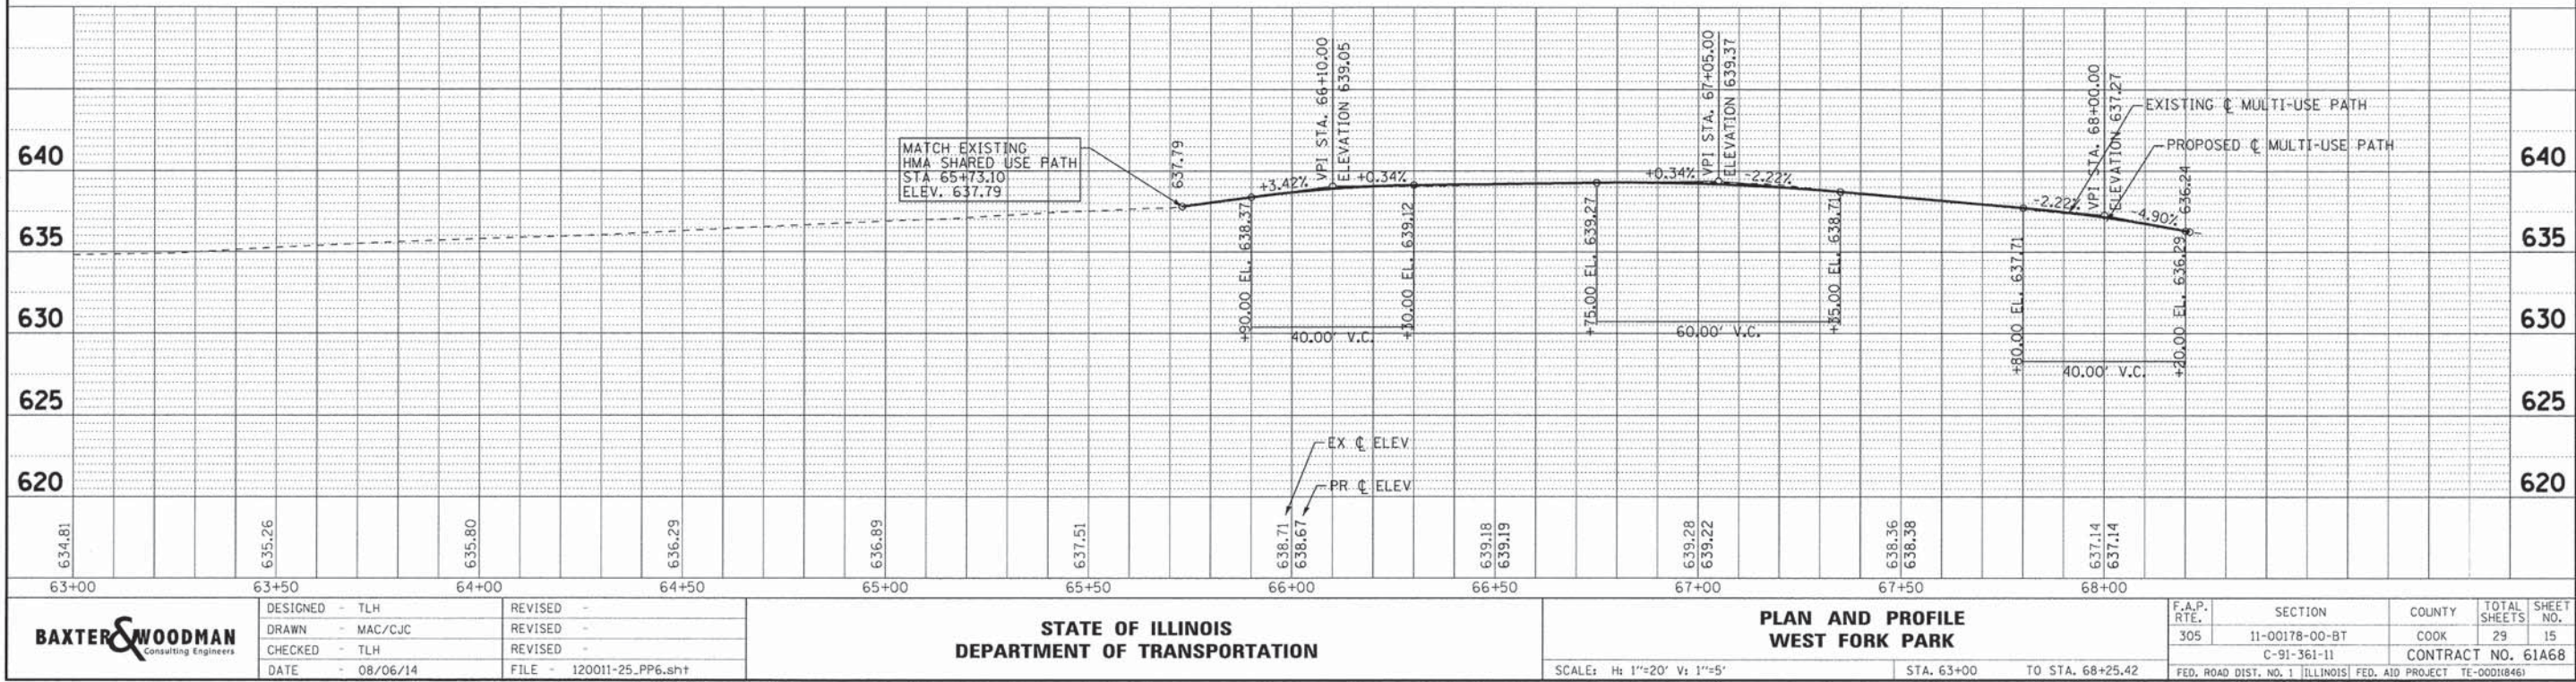 640
635
630
625
620
640
635
630
625
620
MATCH EXISTING
HMA SHARED USE PATH
STA 65+73.10
ELEV. 637.79
637.79
+3.42%
VPI STA. 66+10.00
ELEVATION 639.05
+0.34%
+90.00 EL. 638.37
+30.00 EL. 639.12
40.00' V.C.
+0.34%
VPI STA. 67+05.00
ELEVATION 639.37
-2.22%
+75.00 EL. 639.27
+35.00 EL. 638.71
60.00' V.C.
-2.22%
VPI STA. 68+00.00
ELEVATION 637.27
-4.90%
636.24
+80.00 EL. 637.71
+20.00 EL. 636.29
40.00' V.C.
EXISTING ℄ MULTI-USE PATH
PROPOSED ℄ MULTI-USE PATH
EX ℄ ELEV
PR ℄ ELEV
634.81
635.26
635.80
636.29
636.89
637.51
638.71
638.67
639.18
639.19
639.28
639.22
638.36
638.38
637.14
637.14
63+00
63+50
64+00
64+50
65+00
65+50
66+00
66+50
67+00
67+50
68+00
BAXTER & WOODMAN
Consulting Engineers
DESIGNED - TLH
DRAWN - MAC/CJC
CHECKED - TLH
DATE - 08/06/14
REVISED -
REVISED -
REVISED -
FILE - 120011-25_PP6.sht
STATE OF ILLINOIS
DEPARTMENT OF TRANSPORTATION
PLAN AND PROFILE
WEST FORK PARK
SCALE: H: 1"=20' V: 1"=5'
STA. 63+00 TO STA. 68+25.42
F.A.P. RTE.
SECTION
COUNTY
TOTAL SHEETS
SHEET NO.
305
11-00178-00-BT
COOK
29
15
C-91-361-11
CONTRACT NO. 61A68
FED. ROAD DIST. NO. 1 ILLINOIS FED. AID PROJECT TE-00D1(846)